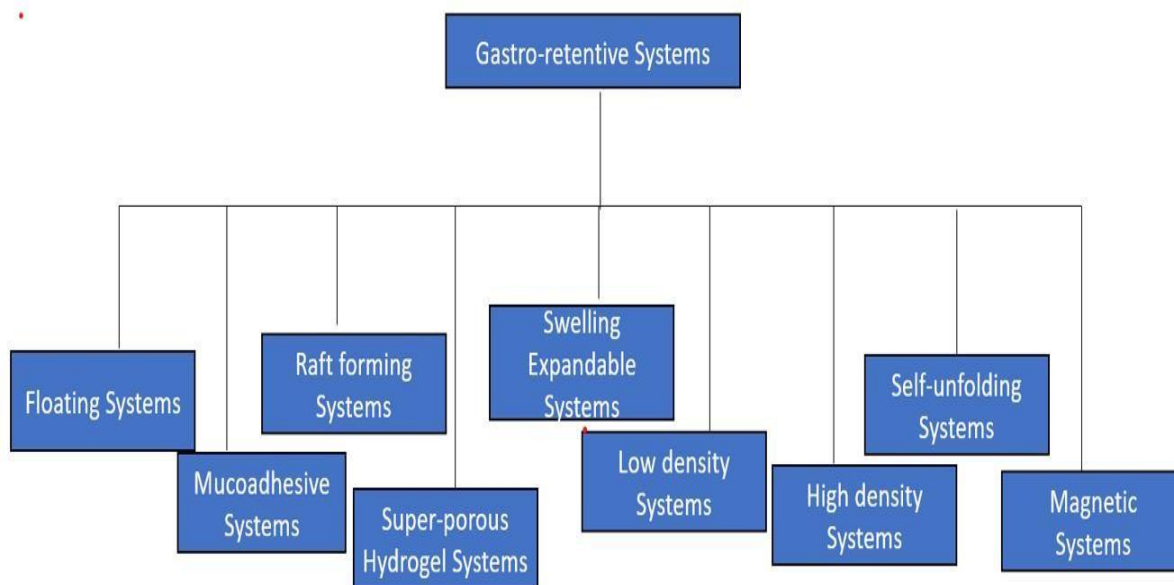 Gastro-retentive Systems
Floating Systems
Mucoadhesive
Systems
Raft forming
Systems
Super-porous
Hydrogel Systems
Swelling
Expandable
Systems
Low density
Systems
High density
Systems
Self-unfolding
Systems
Magnetic
Systems